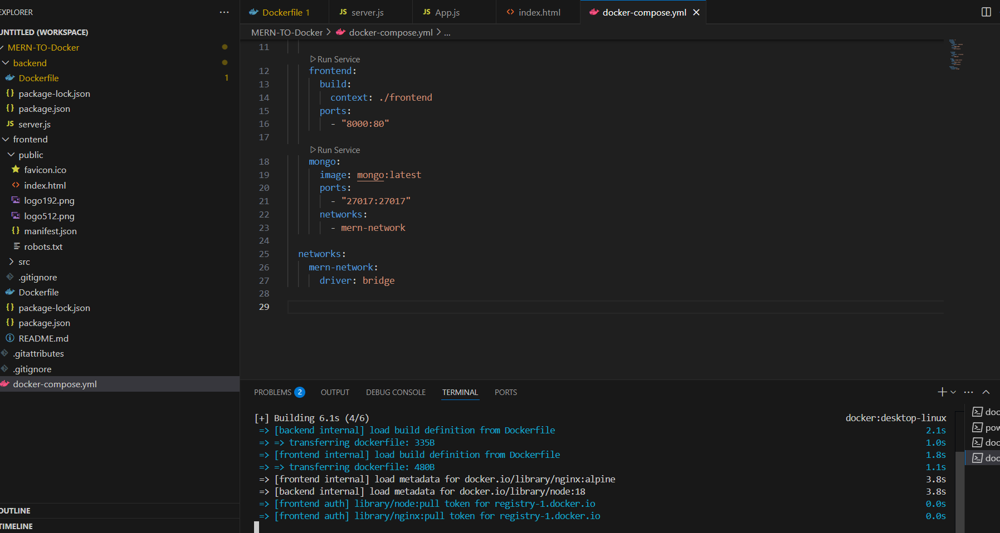 EXPLORER
UNTITLED (WORKSPACE)
MERN-TO-Docker
backend
Dockerfile 1
package-lock.json
package.json
server.js
frontend
public
favicon.ico
index.html
logo192.png
logo512.png
manifest.json
robots.txt
src
.gitignore
Dockerfile
package-lock.json
package.json
README.md
.gitattributes
.gitignore
docker-compose.yml
OUTLINE
TIMELINE
Dockerfile 1 JS server.js JS App.js <> index.html docker-compose.yml
MERN-TO-Docker > docker-compose.yml > ...
11
Run Service
12 frontend:
13 build:
14 context: ./frontend
15 ports:
16 - "8000:80"
17
Run Service
18 mongo:
19 image: mongo:latest
20 ports:
21 - "27017:27017"
22 networks:
23 - mern-network
24
25 networks:
26 mern-network:
27 driver: bridge
28
29
PROBLEMS 2 OUTPUT DEBUG CONSOLE TERMINAL PORTS
[+] Building 6.1s (4/6) docker:desktop-linux
=> [backend internal] load build definition from Dockerfile 2.1s
=> => transferring dockerfile: 335B 1.0s
=> [frontend internal] load build definition from Dockerfile 1.8s
=> => transferring dockerfile: 480B 1.1s
=> [frontend internal] load metadata for docker.io/library/nginx:alpine 3.8s
=> [backend internal] load metadata for docker.io/library/node:18 3.8s
=> [frontend auth] library/node:pull token for registry-1.docker.io 0.0s
=> [frontend auth] library/nginx:pull token for registry-1.docker.io 0.0s
doc
pow
doc
doc